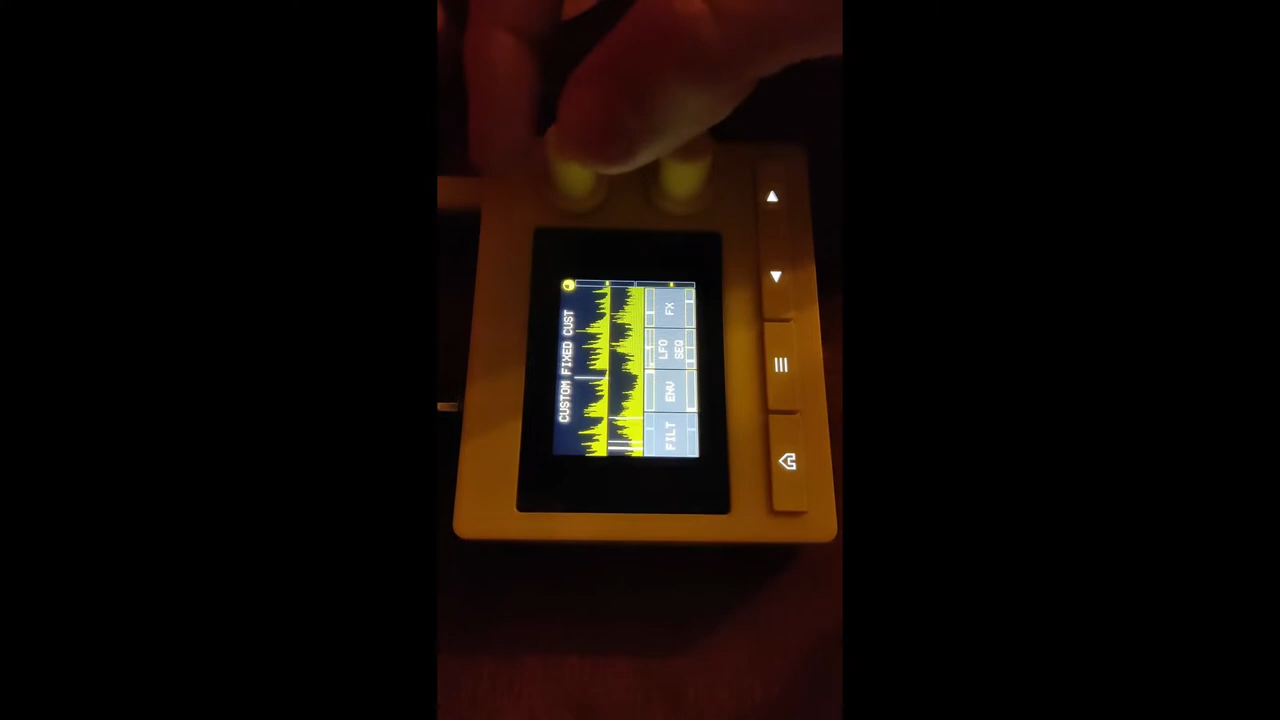 CUSTOM FIXED CUST
FILT
ENV
LFO
SEQ
FX